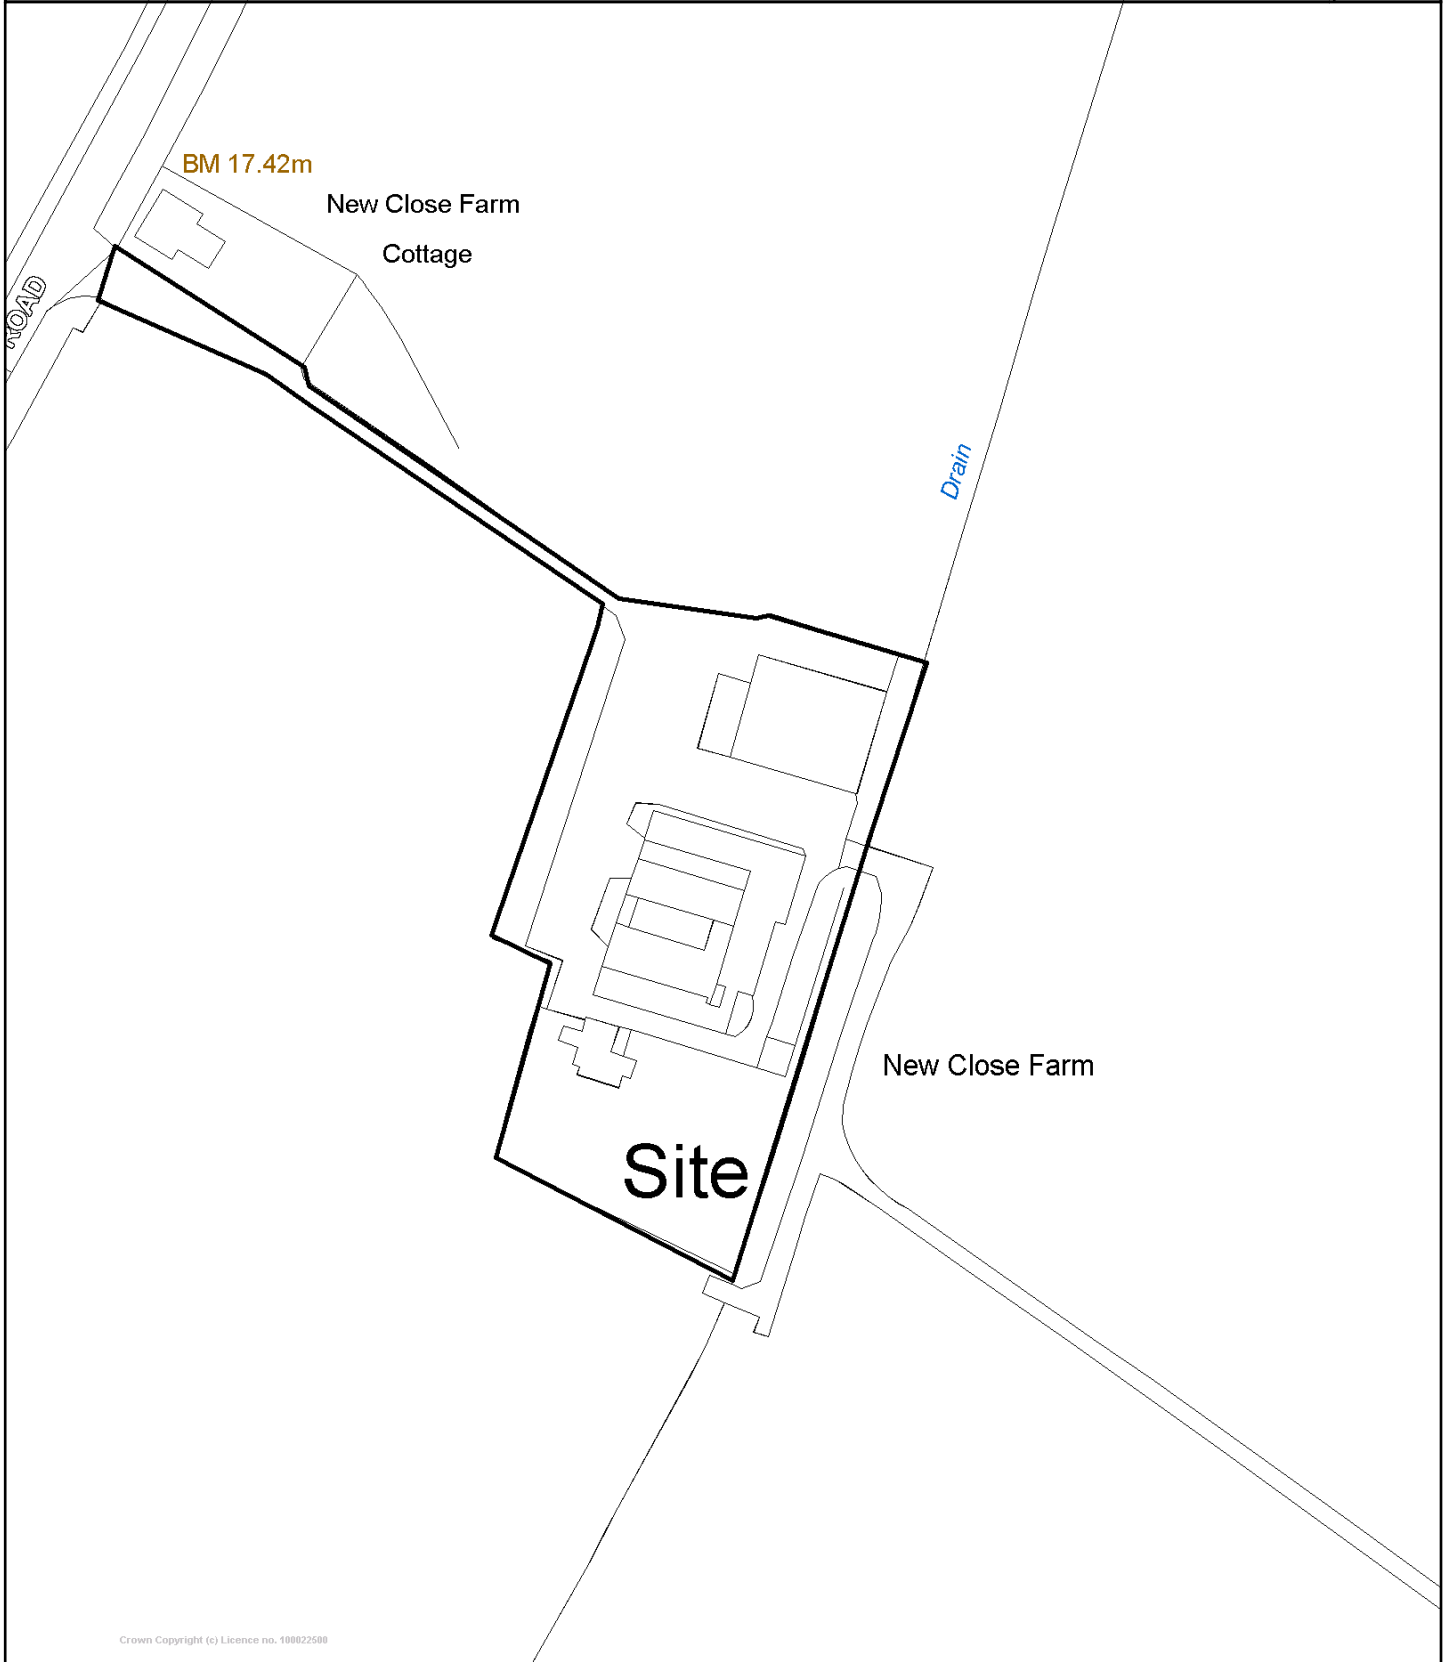 BM 17.42m
New Close Farm
Cottage
ROAD
Drain
New Close Farm
Site
Crown Copyright (c) Licence no. 100022500